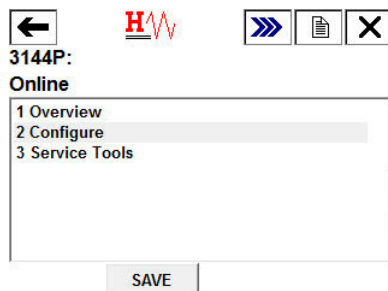 H
3144P:
Online
1 Overview
2 Configure
3 Service Tools
SAVE